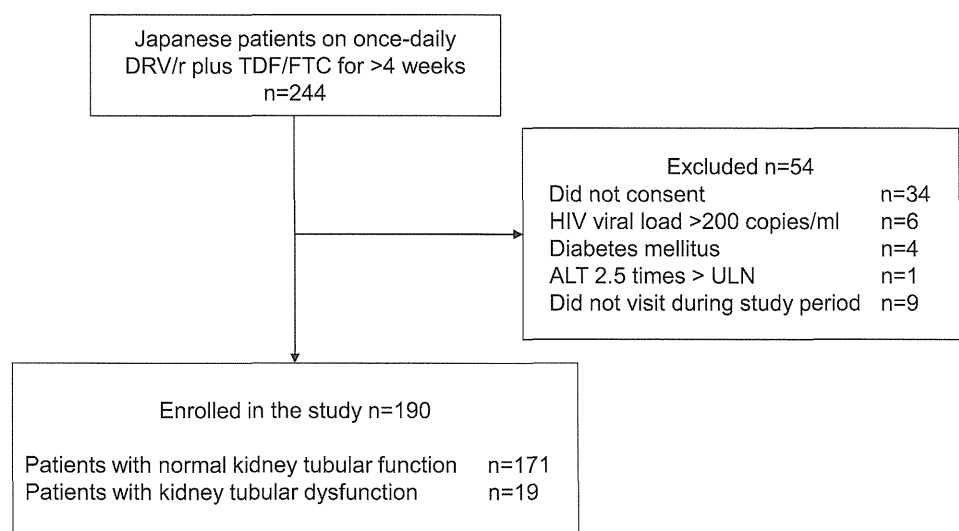 Japanese patients on once-daily
DRV/r plus TDF/FTC for >4 weeks
n=244
Excluded n=54
Did not consent n=34
HIV viral load >200 copies/ml n=6
Diabetes mellitus n=4
ALT 2.5 times > ULN n=1
Did not visit during study period n=9
Enrolled in the study n=190
Patients with normal kidney tubular function n=171
Patients with kidney tubular dysfunction n=19